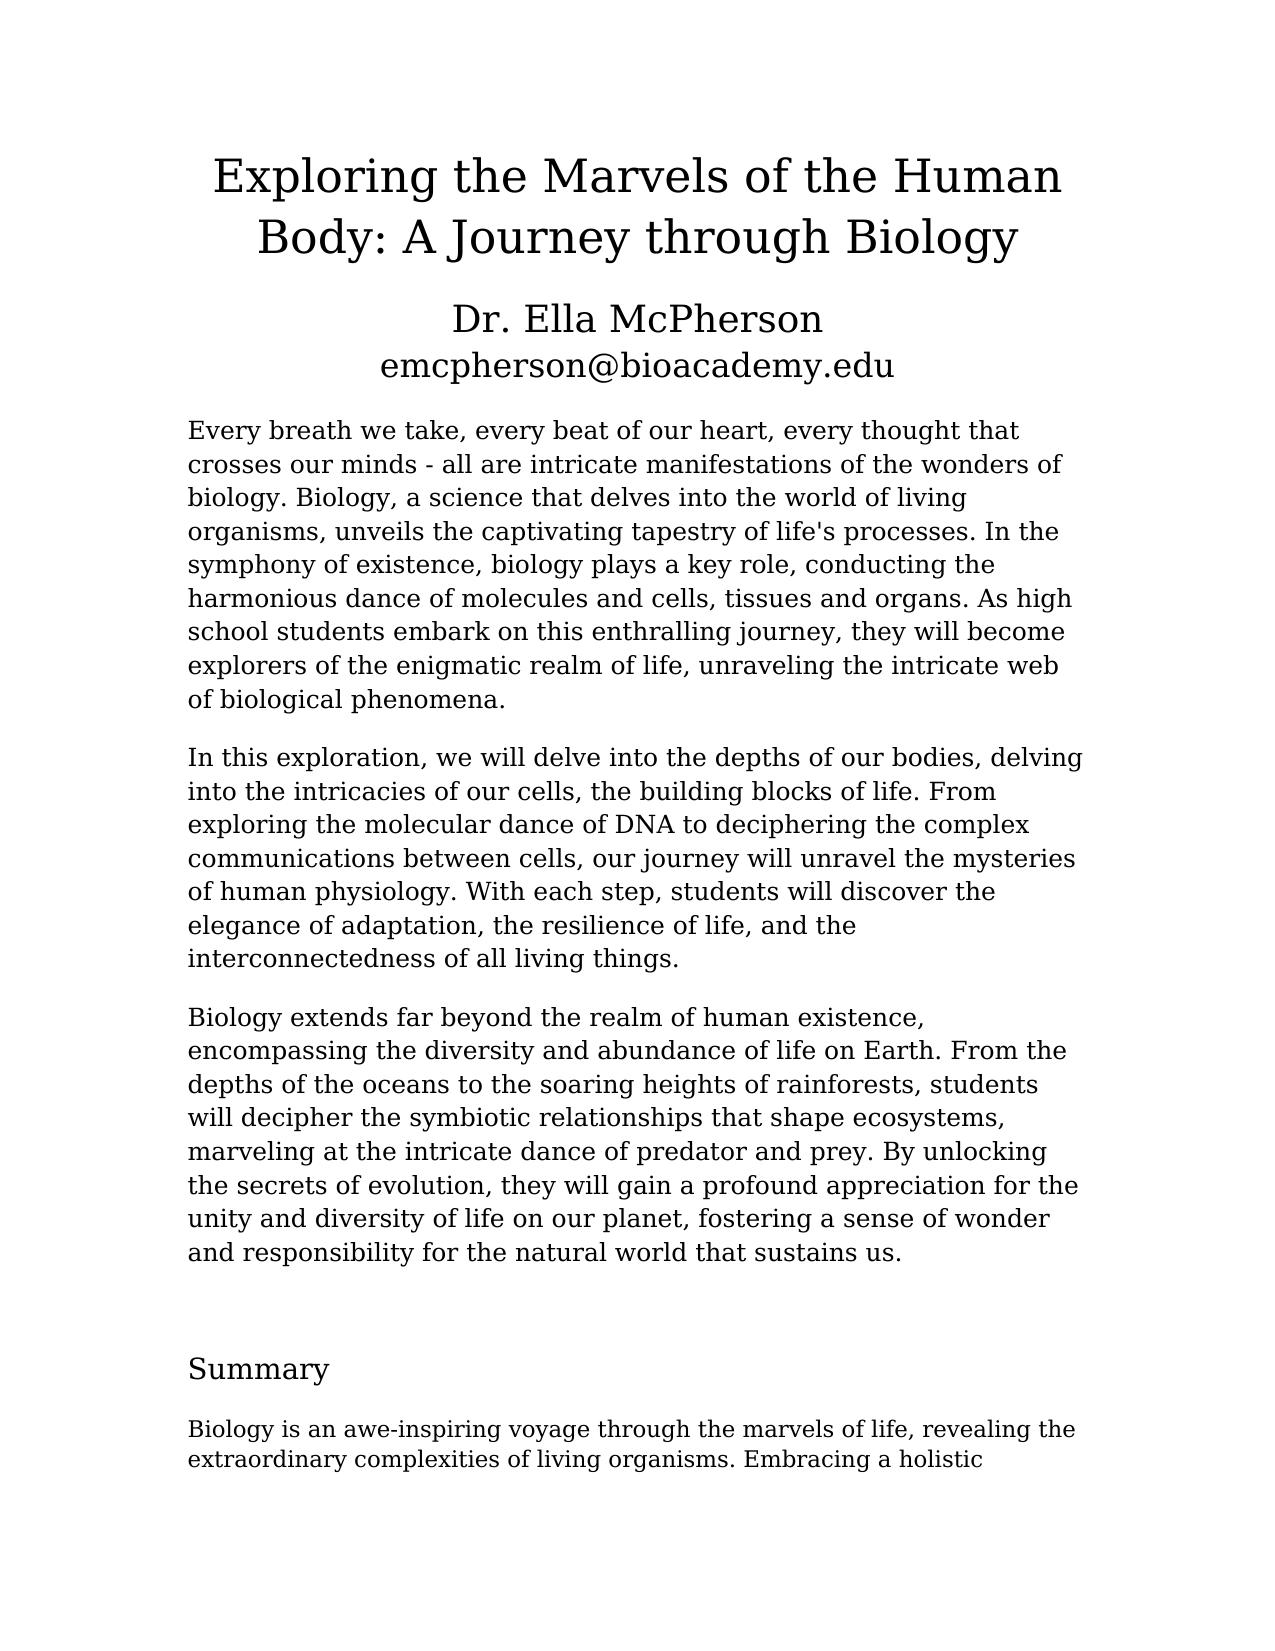 Exploring the Marvels of the Human
Body: A Journey through Biology
Dr. Ella McPherson
emcpherson@bioacademy.edu
Every breath we take, every beat of our heart, every thought that
crosses our minds - all are intricate manifestations of the wonders of
biology. Biology, a science that delves into the world of living
organisms, unveils the captivating tapestry of life's processes. In the
symphony of existence, biology plays a key role, conducting the
harmonious dance of molecules and cells, tissues and organs. As high
school students embark on this enthralling journey, they will become
explorers of the enigmatic realm of life, unraveling the intricate web
of biological phenomena.
In this exploration, we will delve into the depths of our bodies, delving
into the intricacies of our cells, the building blocks of life. From
exploring the molecular dance of DNA to deciphering the complex
communications between cells, our journey will unravel the mysteries
of human physiology. With each step, students will discover the
elegance of adaptation, the resilience of life, and the
interconnectedness of all living things.
Biology extends far beyond the realm of human existence,
encompassing the diversity and abundance of life on Earth. From the
depths of the oceans to the soaring heights of rainforests, students
will decipher the symbiotic relationships that shape ecosystems,
marveling at the intricate dance of predator and prey. By unlocking
the secrets of evolution, they will gain a profound appreciation for the
unity and diversity of life on our planet, fostering a sense of wonder
and responsibility for the natural world that sustains us.
Summary
Biology is an awe-inspiring voyage through the marvels of life, revealing the
extraordinary complexities of living organisms. Embracing a holistic